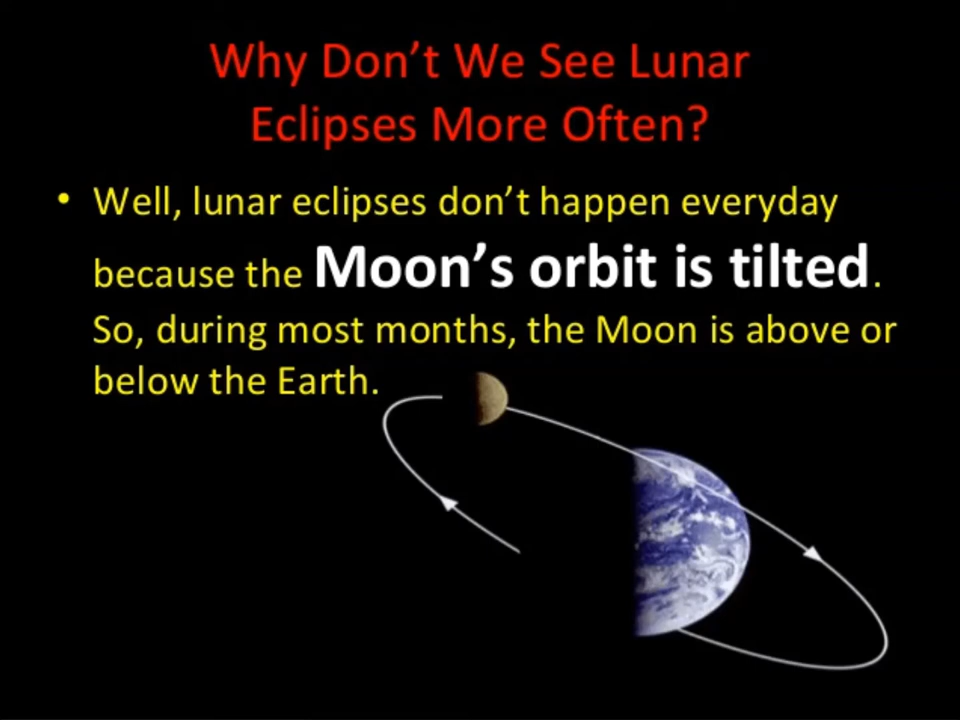 Why Don’t We See Lunar
Eclipses More Often?
• Well, lunar eclipses don’t happen everyday
because the Moon’s orbit is tilted.
So, during most months, the Moon is above or
below the Earth.